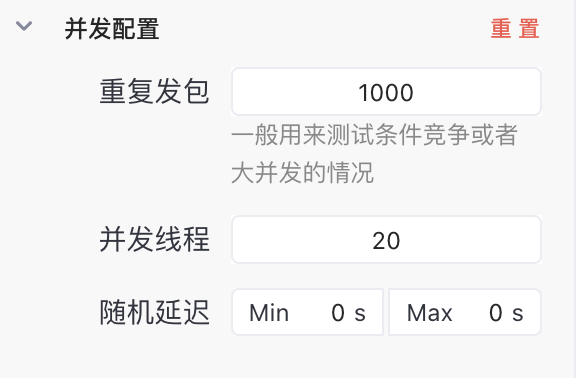 并发配置 重置
重复发包 1000
一般用来测试条件竞争或者
大并发的情况
并发线程 20
随机延迟 Min 0 s Max 0 s